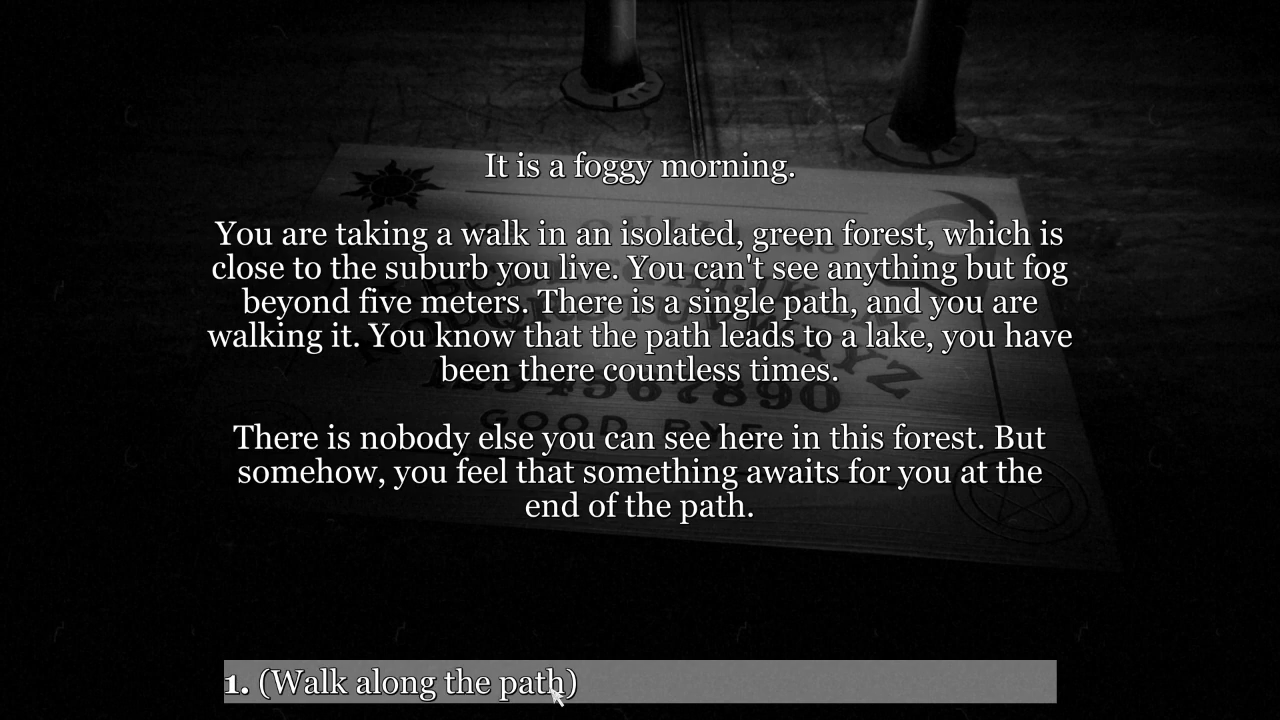 It is a foggy morning.
You are taking a walk in an isolated, green forest, which is
close to the suburb you live. You can't see anything but fog
beyond five meters. There is a single path, and you are
walking it. You know that the path leads to a lake, you have
been there countless times.
There is nobody else you can see here in this forest. But
somehow, you feel that something awaits for you at the
end of the path.
1. (Walk along the path)
1234567890
GOOD BYE